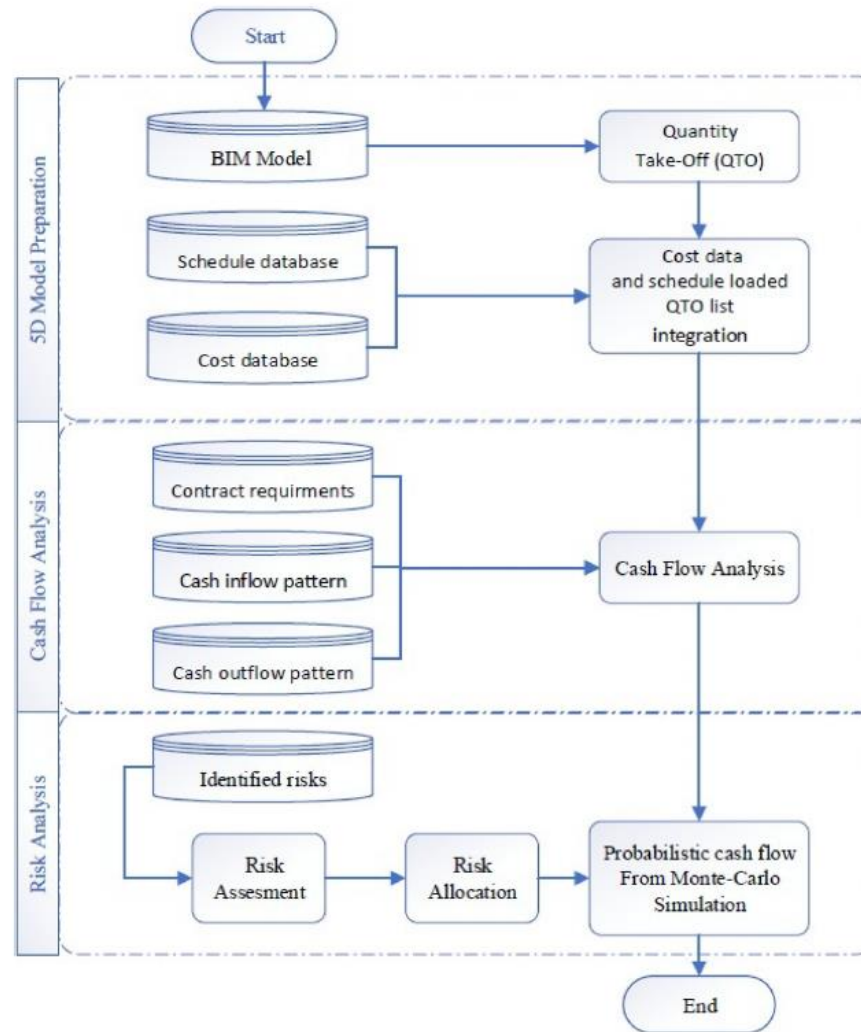 Start
5D Model Preparation
BIM Model
Quantity
Take-Off (QTO)
Schedule database
Cost database
Cost data
and schedule loaded
QTO list
integration
Cash Flow Analysis
Contract requirments
Cash inflow pattern
Cash outflow pattern
Cash Flow Analysis
Risk Analysis
Identified risks
Risk
Assesment
Risk
Allocation
Probabilistic cash flow
From Monte-Carlo
Simulation
End